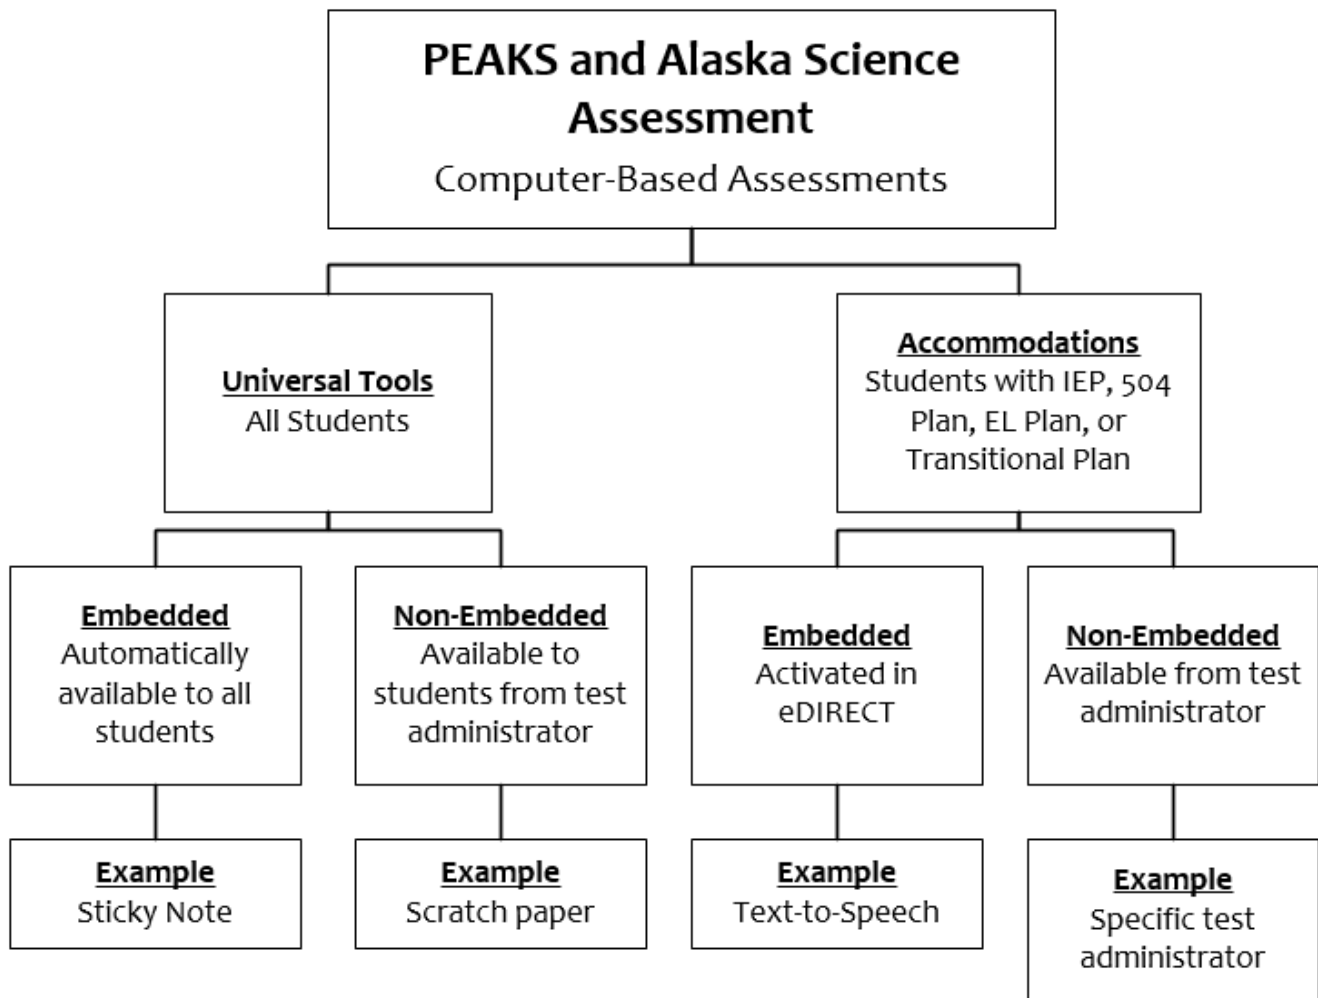 PEAKS and Alaska Science
Assessment
Computer-Based Assessments
Universal Tools
All Students
Accommodations
Students with IEP, 504
Plan, EL Plan, or
Transitional Plan
Embedded
Automatically
available to all
students
Non-Embedded
Available to
students from test
administrator
Embedded
Activated in
eDIRECT
Non-Embedded
Available from test
administrator
Example
Sticky Note
Example
Scratch paper
Example
Text-to-Speech
Example
Specific test
administrator